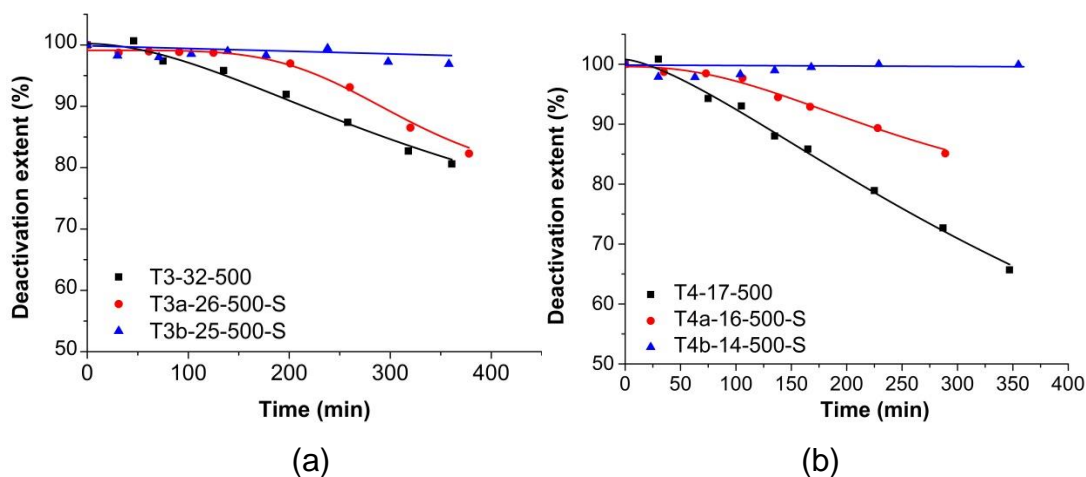 100
90
80
70
60
50
Deactivation extent (%)
T3-32-500
T3a-26-500-S
T3b-25-500-S
0 100 200 300 400
Time (min)
(a)
100
90
80
70
60
50
Deactivation extent (%)
T4-17-500
T4a-16-500-S
T4b-14-500-S
0 50 100 150 200 250 300 350 400
Time (min)
(b)